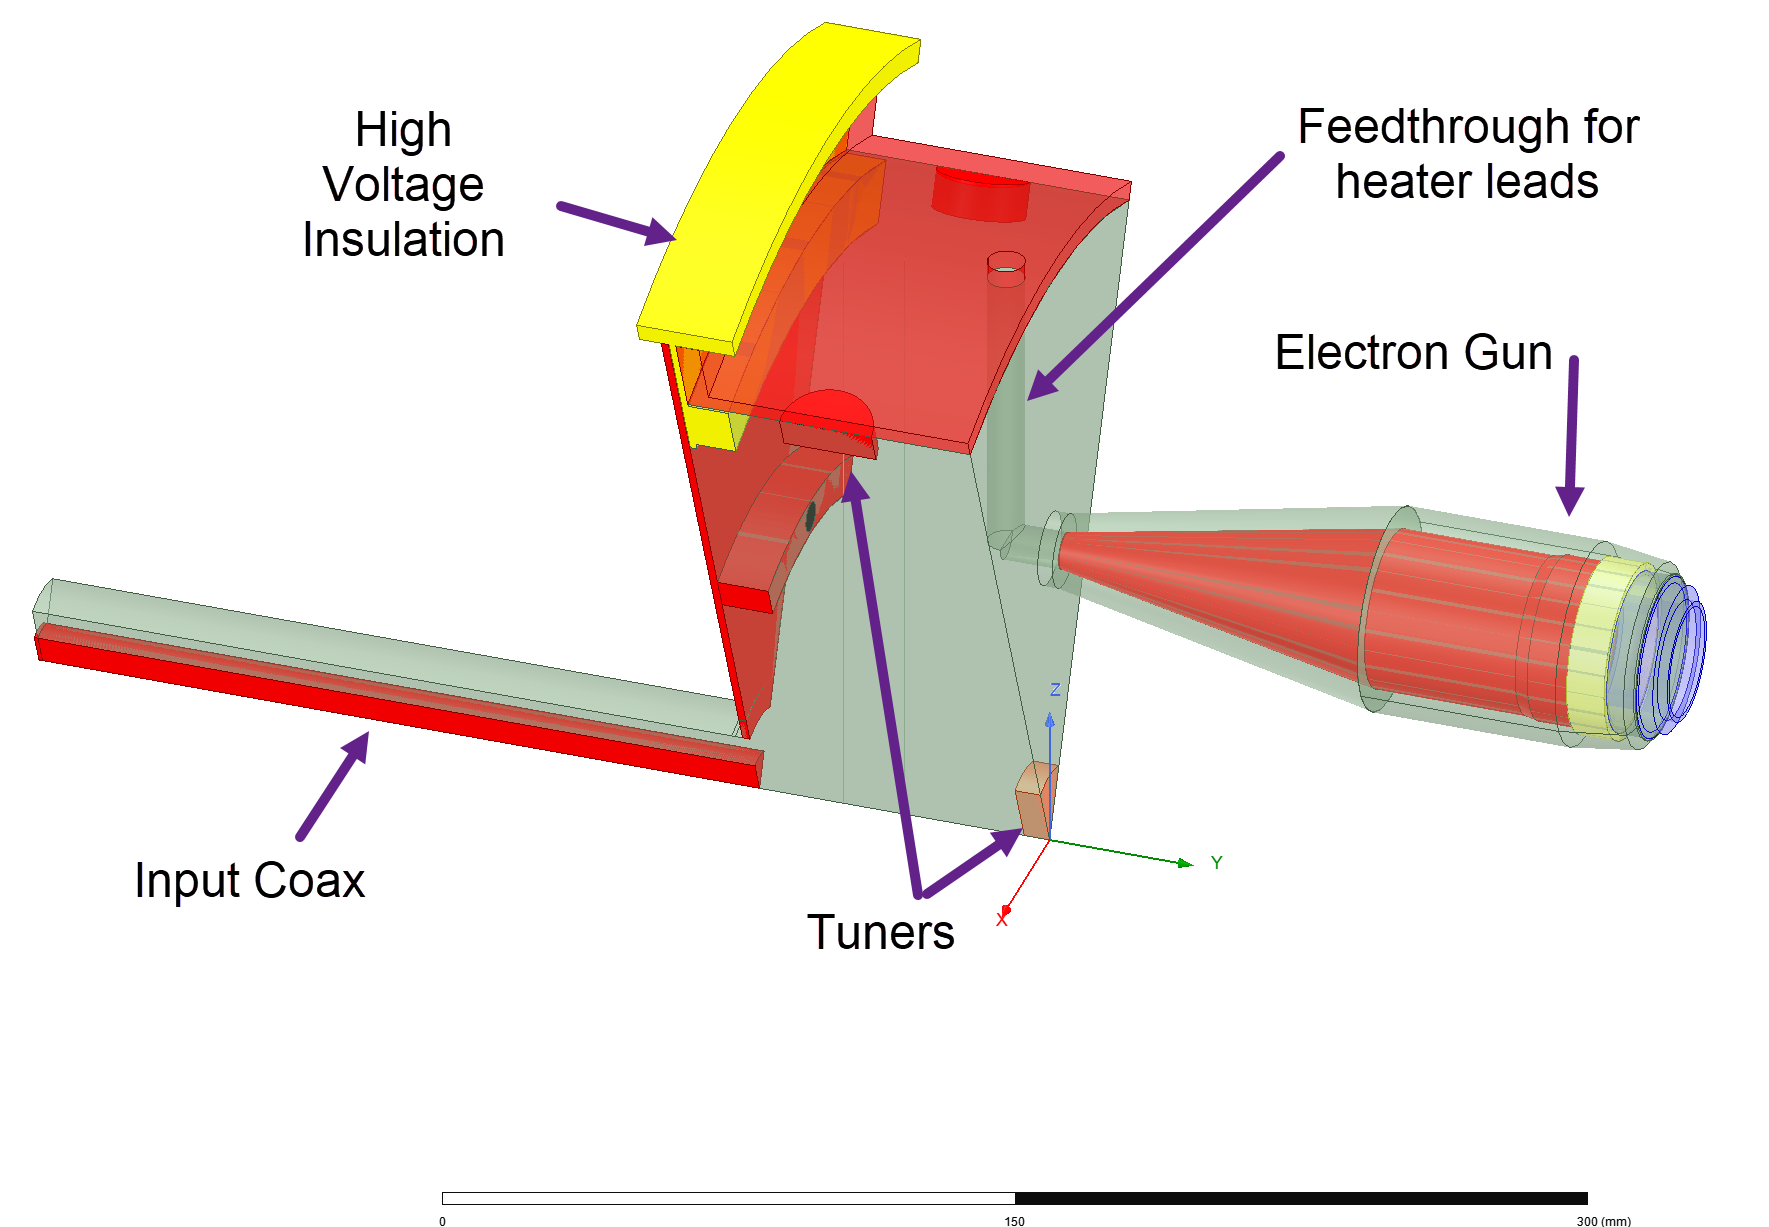 High
Voltage
Insulation
Feedthrough for
heater leads
Electron Gun
Input Coax
Tuners
Z
Y
X
0
150
300 (mm)